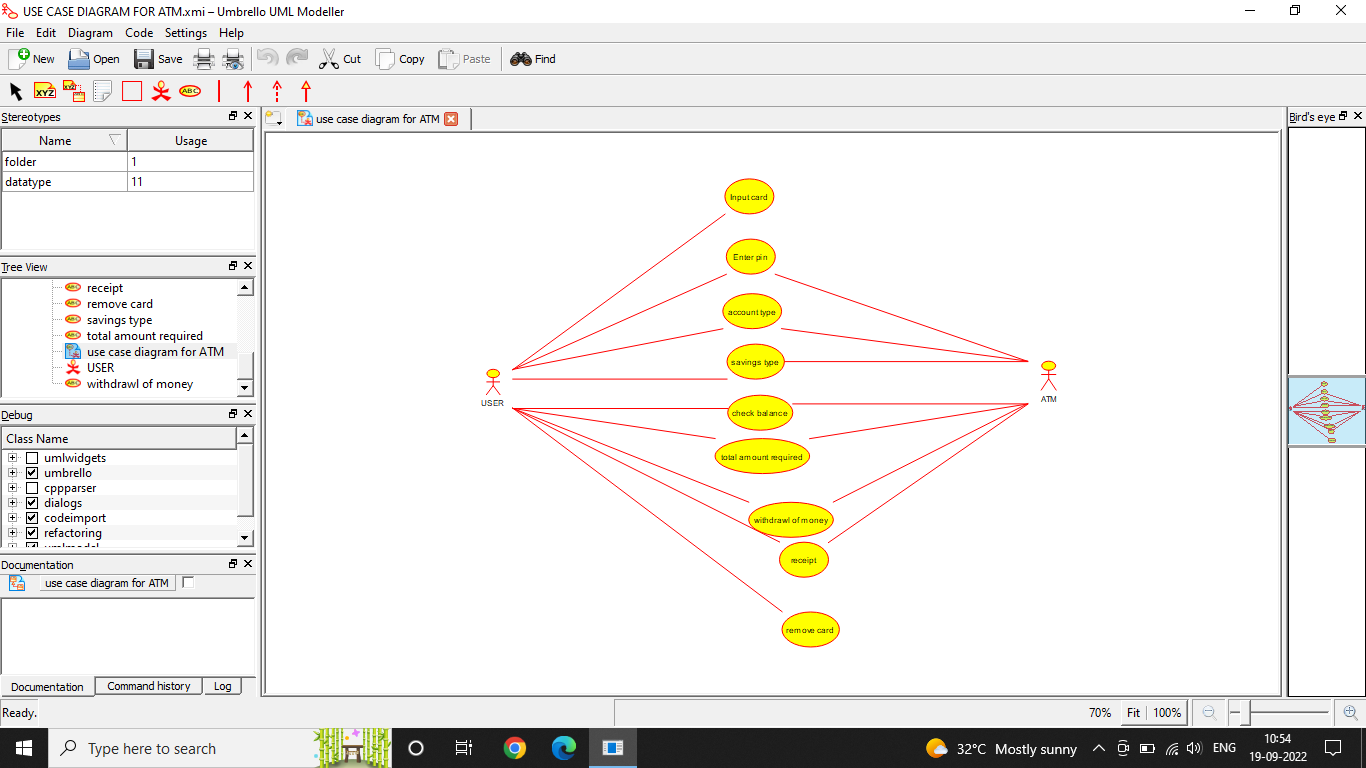 USE CASE DIAGRAM FOR ATM.xmi – Umbrello UML Modeller
File Edit Diagram Code Settings Help
New Open Save Cut Copy Paste Find
XYZ XYZ ABC
Stereotypes
Name Usage
folder 1
datatype 11
Tree View
receipt
remove card
savings type
total amount required
use case diagram for ATM
USER
withdrawl of money
Debug
Class Name
umlwidgets
umbrello
cppparser
dialogs
codeimport
refactoring
umlmodel
Documentation
use case diagram for ATM
Documentation Command history Log
use case diagram for ATM
Input card
Enter pin
account type
savings type
USER
ATM
check balance
total amount required
withdrawl of money
receipt
remove card
Bird's eye
Ready.
70% Fit 100%
Type here to search
32°C Mostly sunny
ENG
10:54
19-09-2022